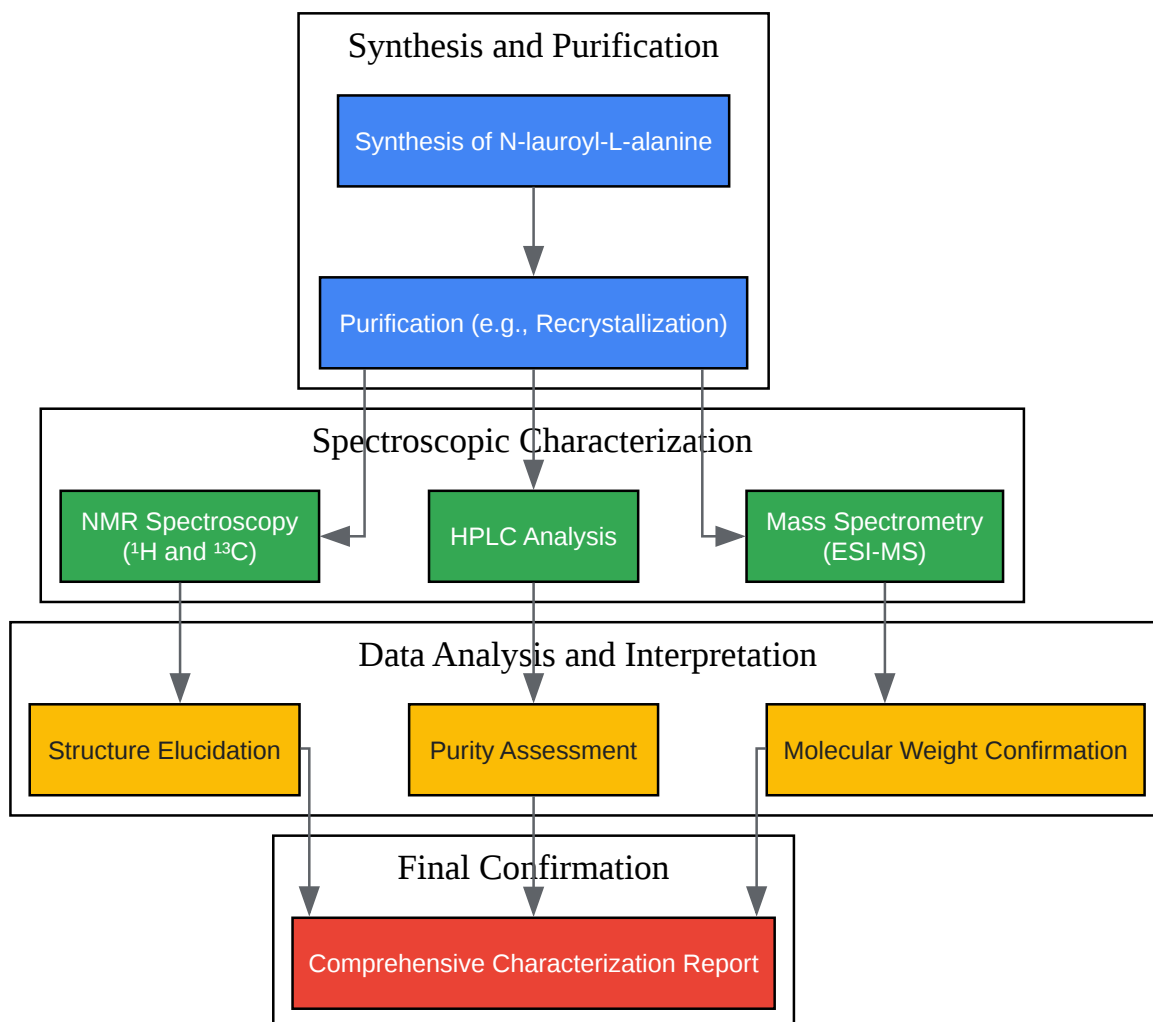 Synthesis and Purification
Synthesis of N-lauroyl-L-alanine
Purification (e.g., Recrystallization)
Spectroscopic Characterization
NMR Spectroscopy
(¹H and ¹³C)
HPLC Analysis
Mass Spectrometry
(ESI-MS)
Data Analysis and Interpretation
Structure Elucidation
Purity Assessment
Molecular Weight Confirmation
Final Confirmation
Comprehensive Characterization Report